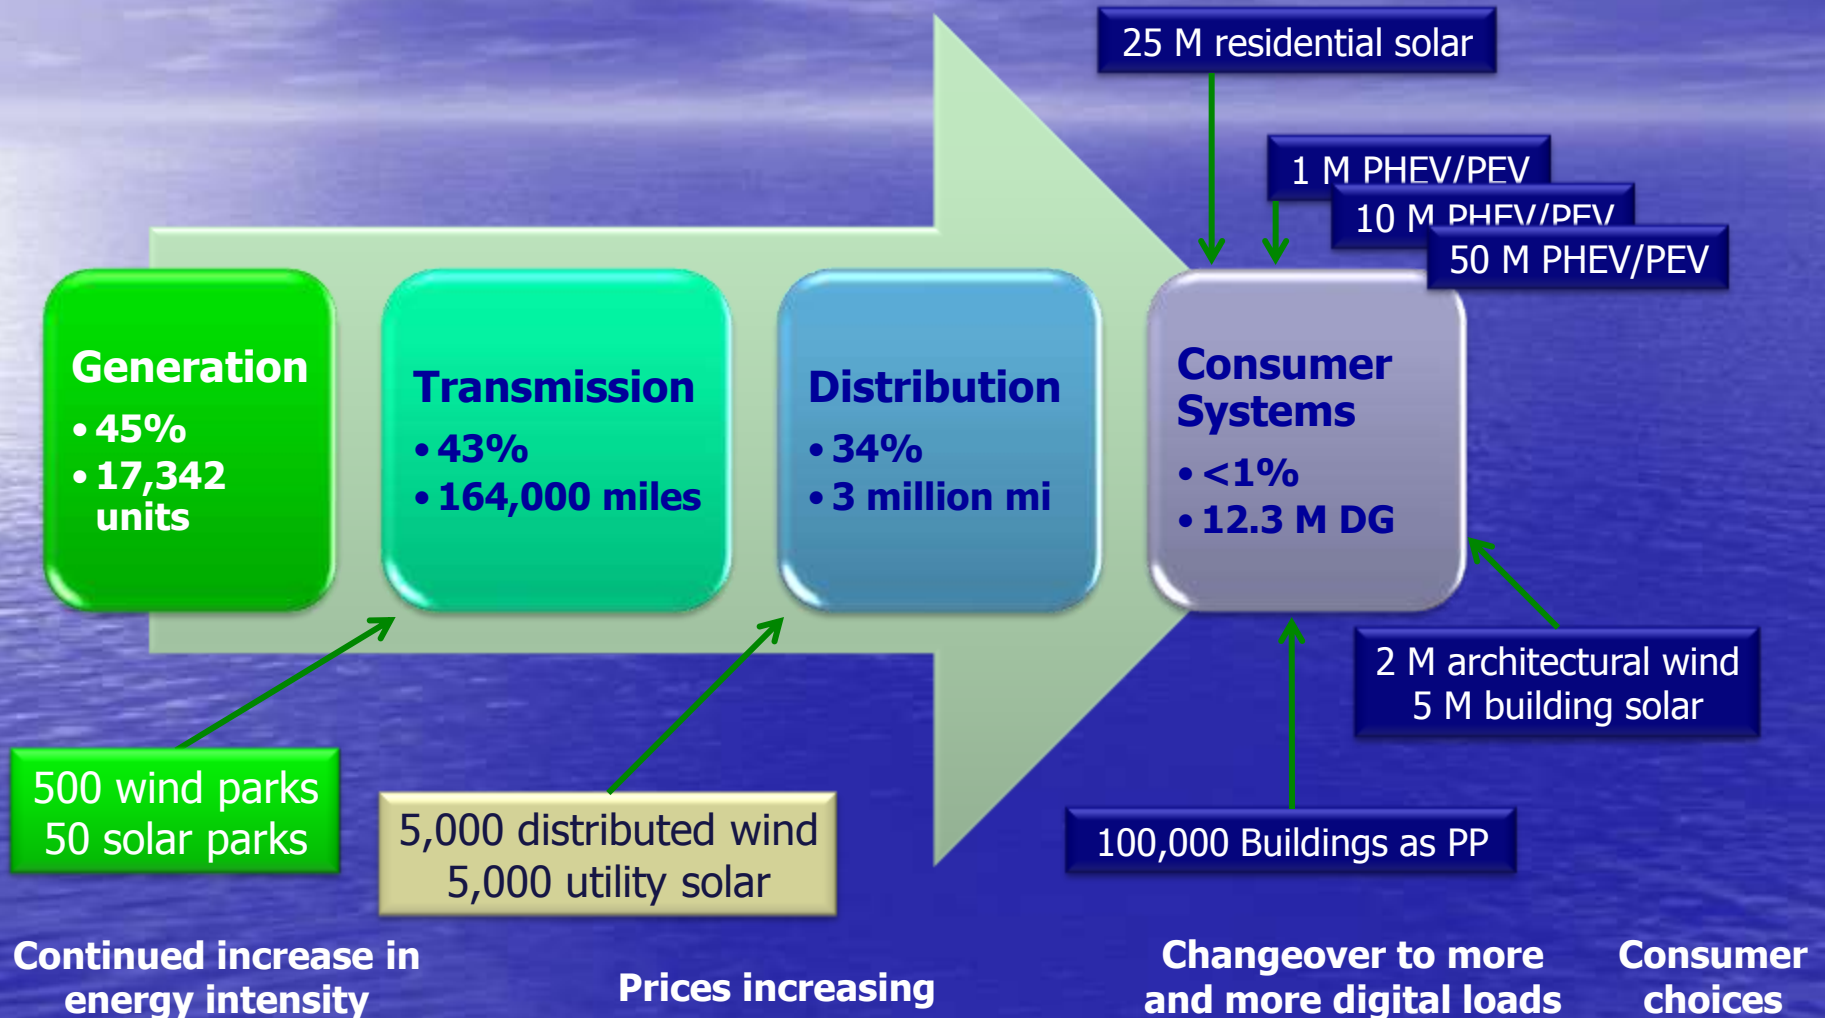 25 M residential solar
1 M PHEV/PEV
10 M PHEV/PEV
50 M PHEV/PEV
Generation
• 45%
• 17,342
units
Transmission
• 43%
• 164,000 miles
Distribution
• 34%
• 3 million mi
Consumer
Systems
• <1%
• 12.3 M DG
2 M architectural wind
5 M building solar
500 wind parks
50 solar parks
5,000 distributed wind
5,000 utility solar
100,000 Buildings as PP
Continued increase in
energy intensity
Prices increasing
Changeover to more
and more digital loads
Consumer
choices